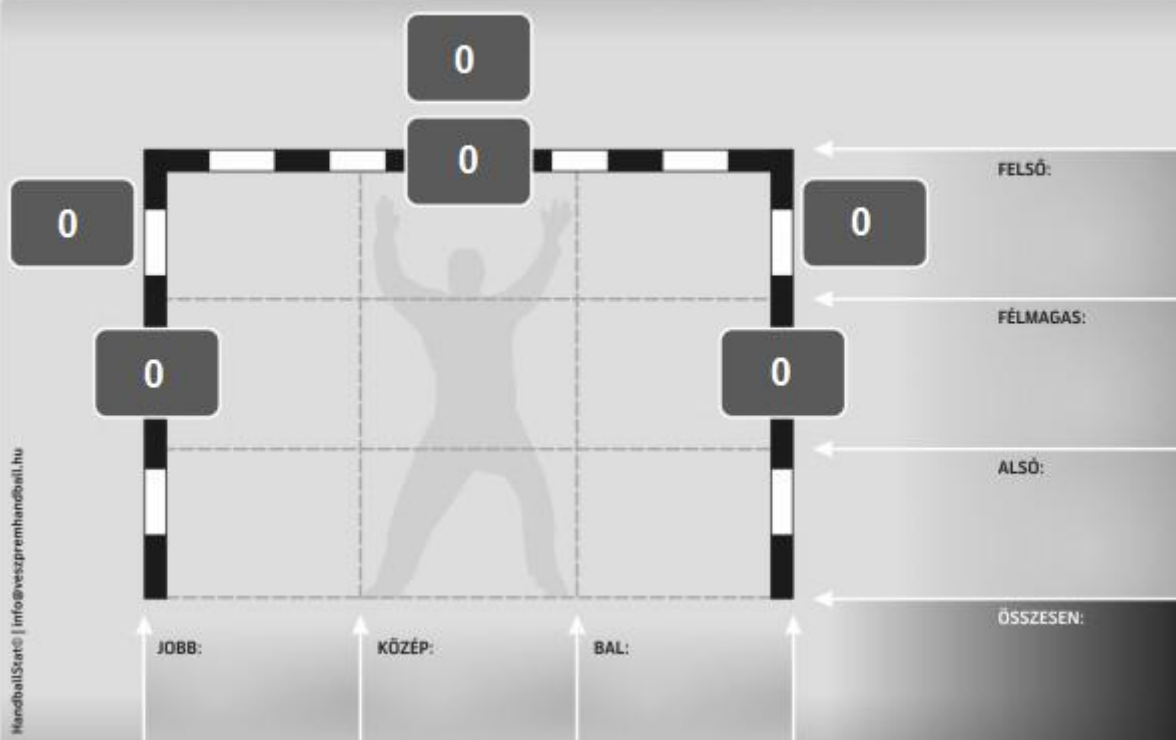 0
0
0
0
0
0
FELSŐ:
FÉLMAGAS:
ALSÓ:
ÖSSZESEN:
JOBB:
KÖZÉP:
BAL:
HandballStat© | info@veszpremhandball.hu